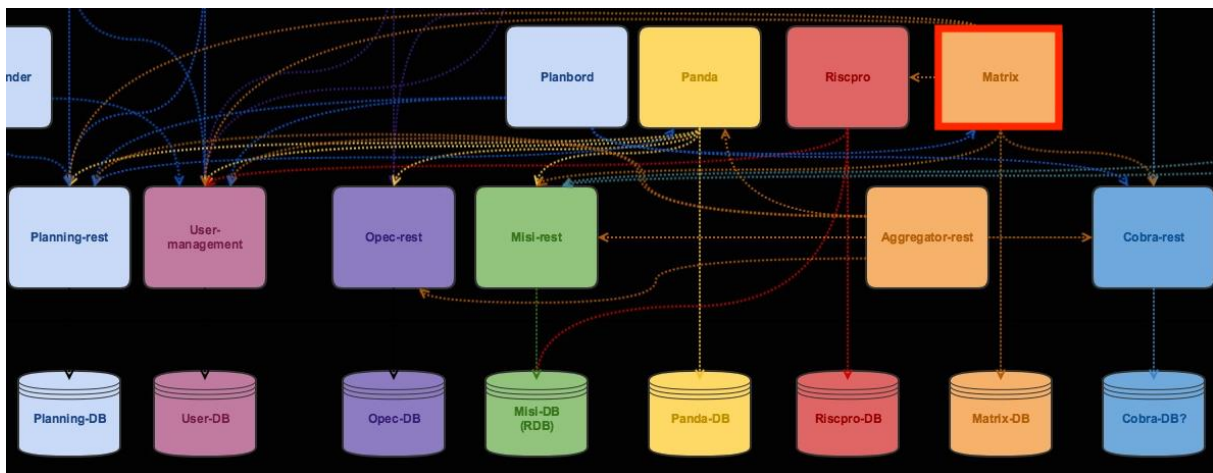 nder
Planbord
Panda
Riscpro
Matrix
Planning-rest
User-
management
Opec-rest
Misi-rest
Aggregator-rest
Cobra-rest
Planning-DB
User-DB
Opec-DB
Misi-DB
(RDB)
Panda-DB
Riscpro-DB
Matrix-DB
Cobra-DB?